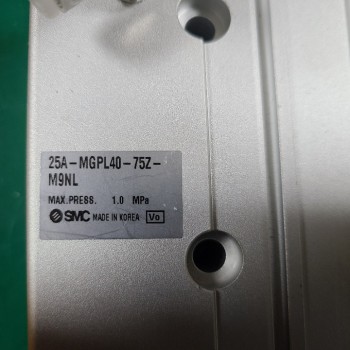 25A-MGPL40-75Z-
M9NL
MAX.PRESS. 1.0 MPa
SMC MADE IN KOREA Vo